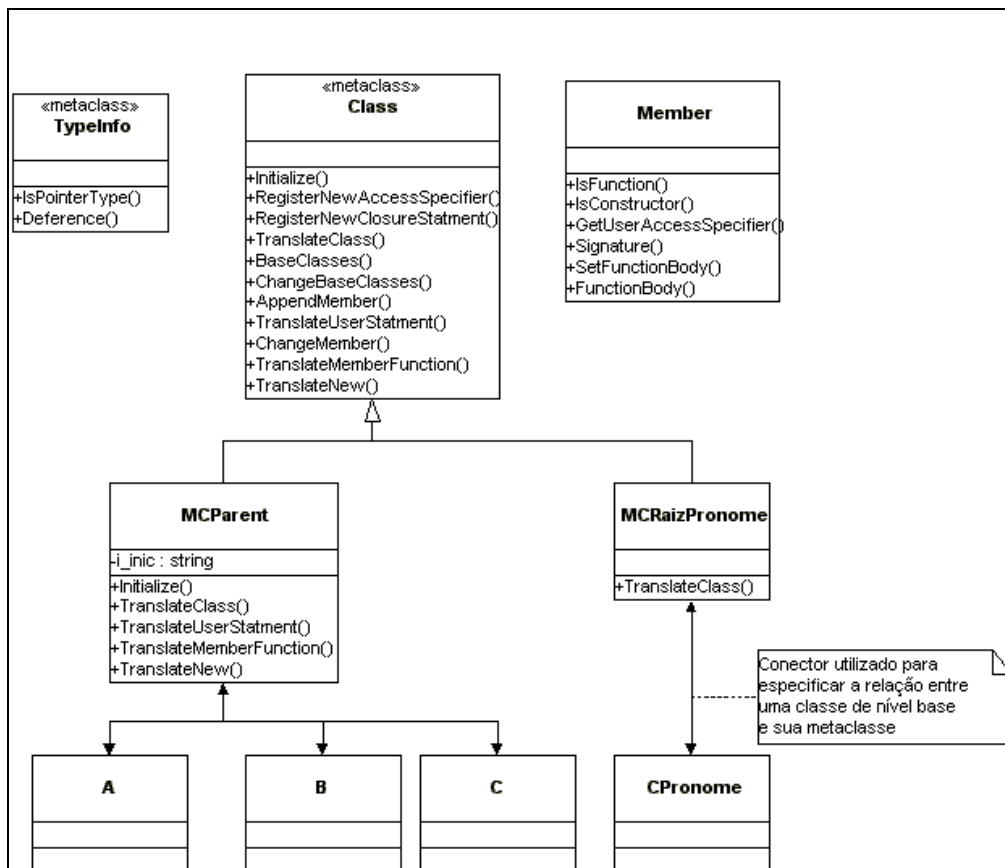 «metaclass»
TypeInfo
+IsPointerType()
+Deference()
«metaclass»
Class
+Initialize()
+RegisterNewAccessSpecifier()
+RegisterNewClosureStatment()
+TranslateClass()
+BaseClasses()
+ChangeBaseClasses()
+AppendMember()
+TranslateUserStatment()
+ChangeMember()
+TranslateMemberFunction()
+TranslateNew()
Member
+IsFunction()
+IsConstructor()
+GetUserAccessSpecifier()
+Signature()
+SetFunctionBody()
+FunctionBody()
MCParent
-i_inic : string
+Initialize()
+TranslateClass()
+TranslateUserStatment()
+TranslateMemberFunction()
+TranslateNew()
MCRaizPronome
+TranslateClass()
Conector utilizado para
especificar a relação entre
uma classe de nível base
e sua metaclasse
A
B
C
CPronome